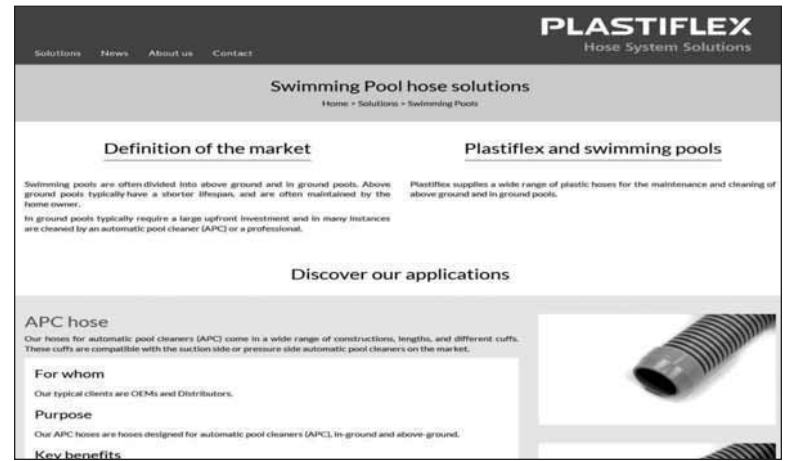 PLASTIFLEX
Hose System Solutions
Solutions News About us Contact
Swimming Pool hose solutions
Home > Solutions > Swimming Pools
Definition of the market
Swimming pools are often divided into above ground and in ground pools. Above
ground pools typically have a shorter lifespan, and are often maintained by the
home owner.
In ground pools typically require a large upfront investment and in many instances
are cleaned by an automatic pool cleaner (APC) or a professional.
Plastiflex and swimming pools
Plastiflex supplies a wide range of plastic hoses for the maintenance and cleaning of
above ground and in ground pools.
Discover our applications
APC hose
Our hoses for automatic pool cleaners (APC) come in a wide range of constructions, lengths, and different cuffs.
These cuffs are compatible with the suction side or pressure side automatic pool cleaners on the market.
For whom
Our typical clients are OEMs and Distributors.
Purpose
Our APC hoses are hoses designed for automatic pool cleaners (APC), in-ground and above-ground.
Key benefits